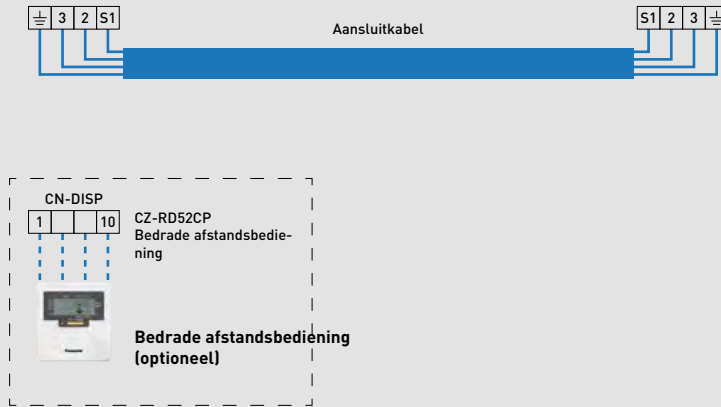 ⏚ 3 2 S1
Aansluitkabel
S1 2 3 ⏚
CN-DISP
1 10
CZ-RD52CP
Bedrade afstandsbedie-
ning
Bedrade afstandsbediening
(optioneel)